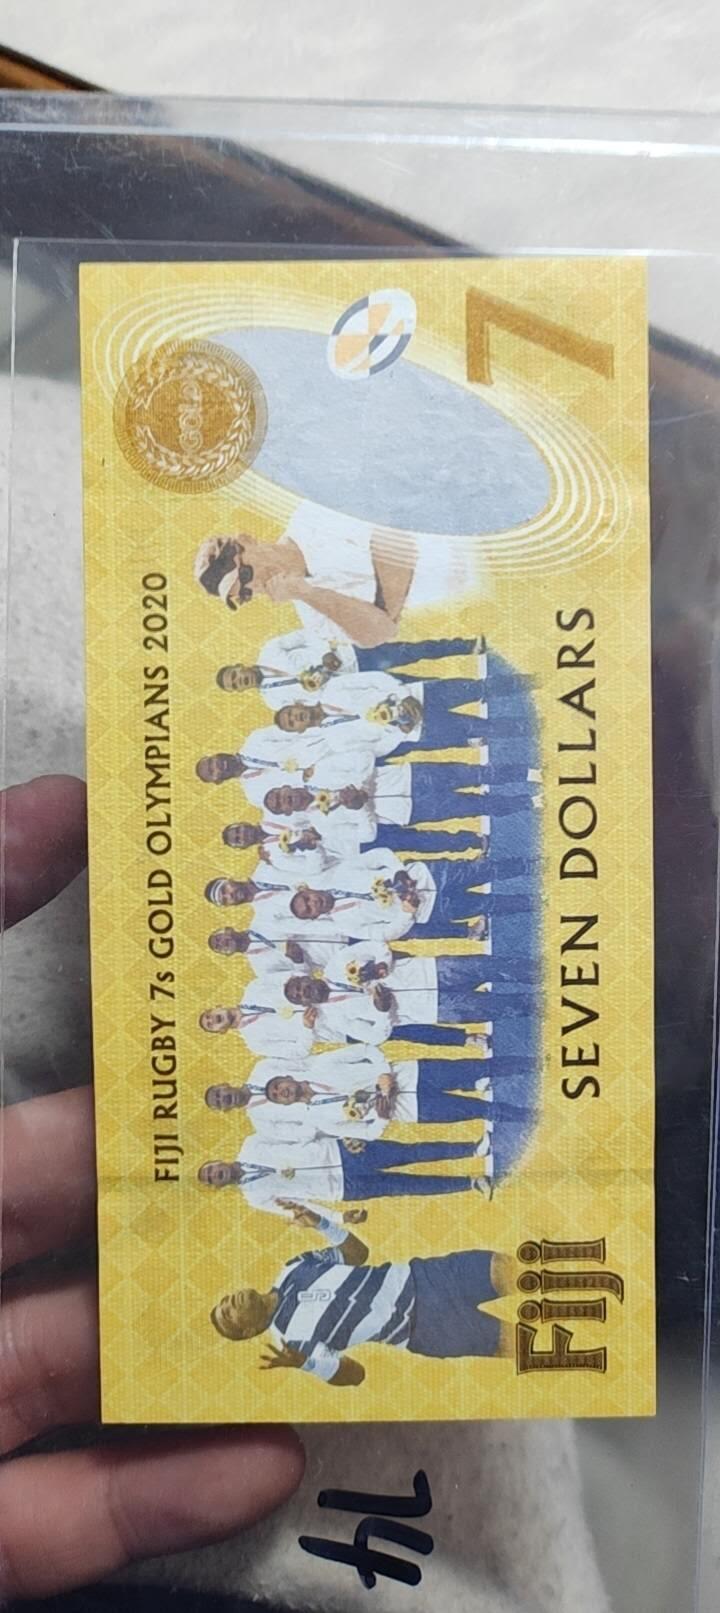 FIJI RUGBY 7s GOLD OLYMPIANS 2020
GOLD
7
SEVEN DOLLARS
Fiji